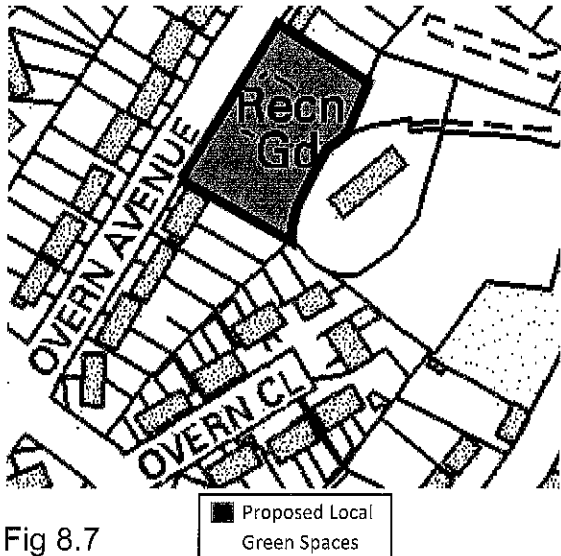 Recn
Gd
OVERN AVENUE
OVERN CL
Fig 8.7
Proposed Local
Green Spaces